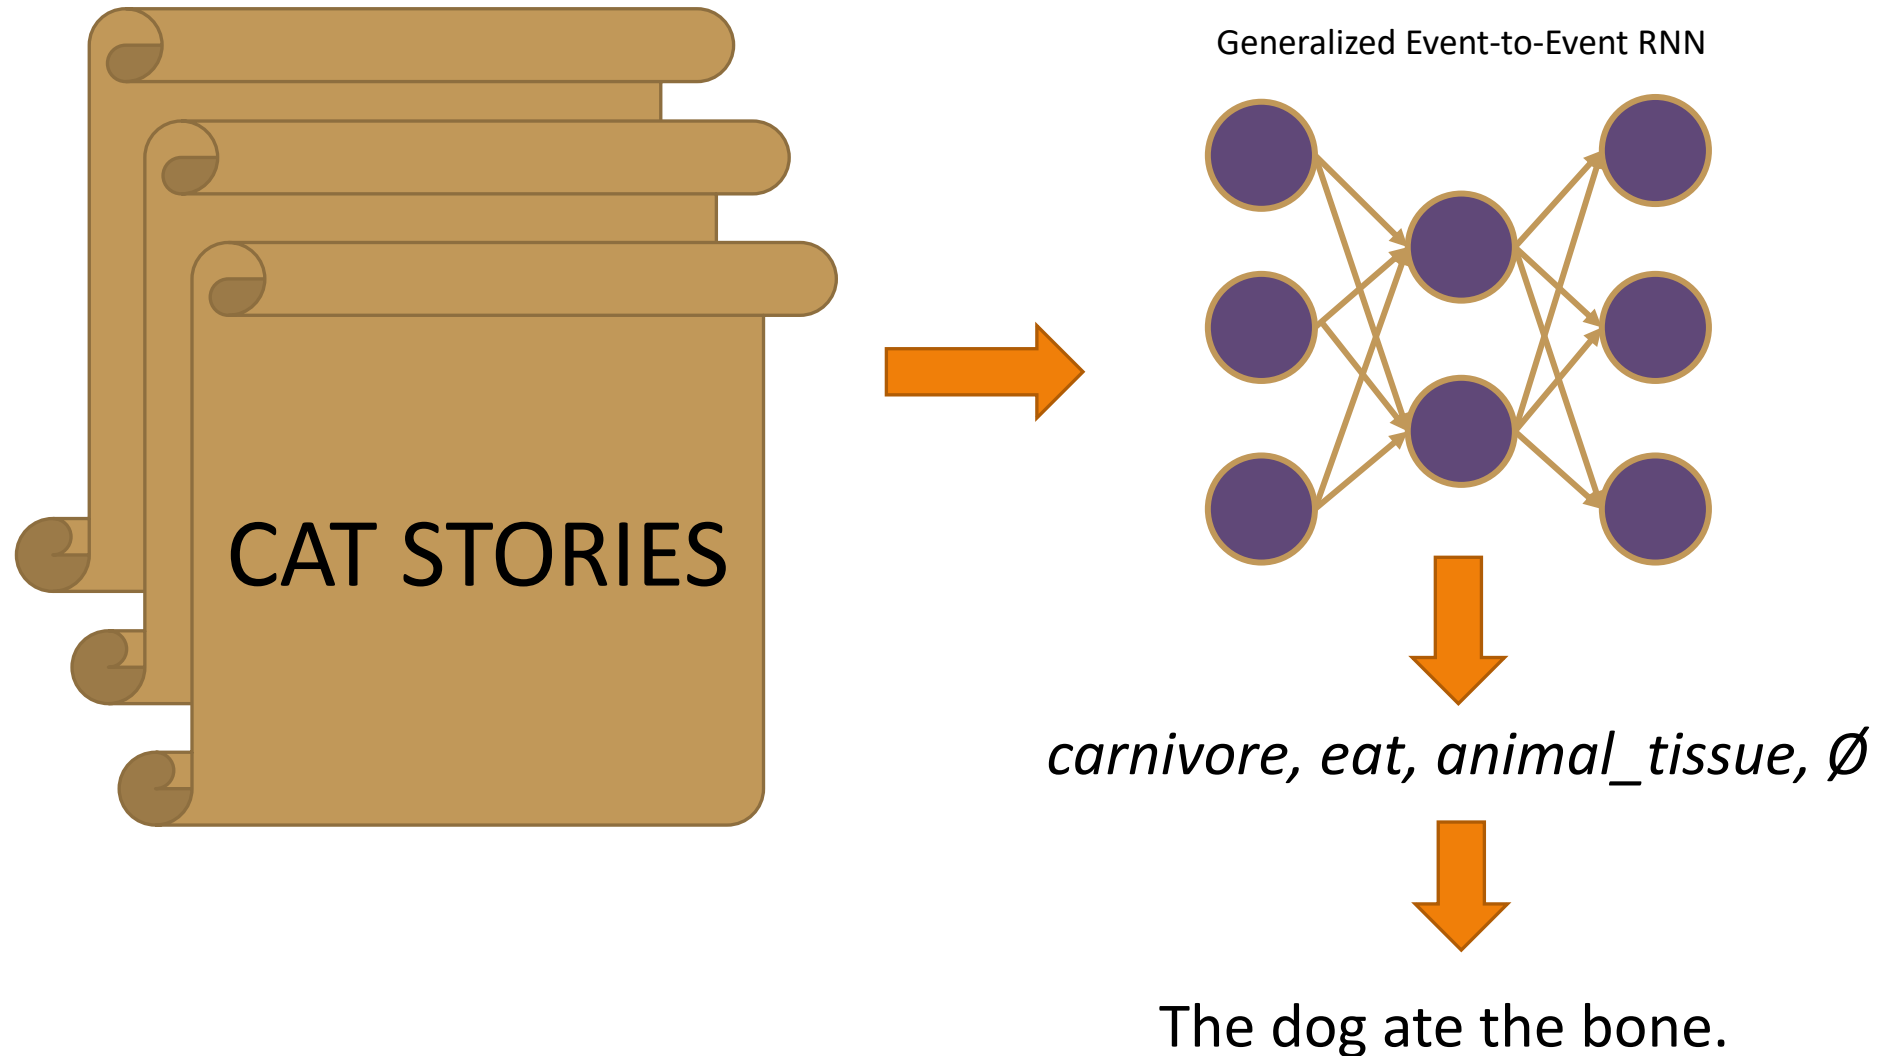 Generalized Event-to-Event RNN
CAT STORIES
carnivore, eat, animal_tissue, Ø
The dog ate the bone.